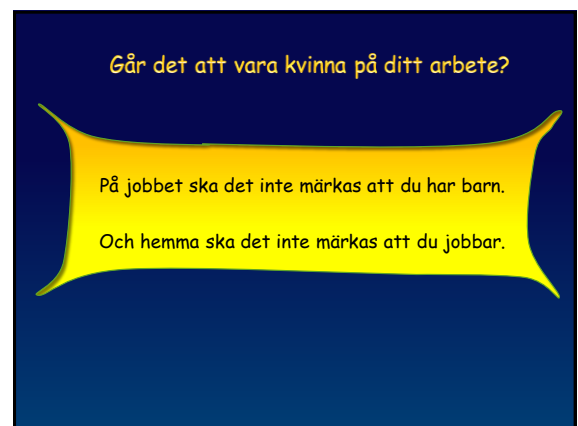 Går det att vara kvinna på ditt arbete?
På jobbet ska det inte märkas att du har barn.
Och hemma ska det inte märkas att du jobbar.